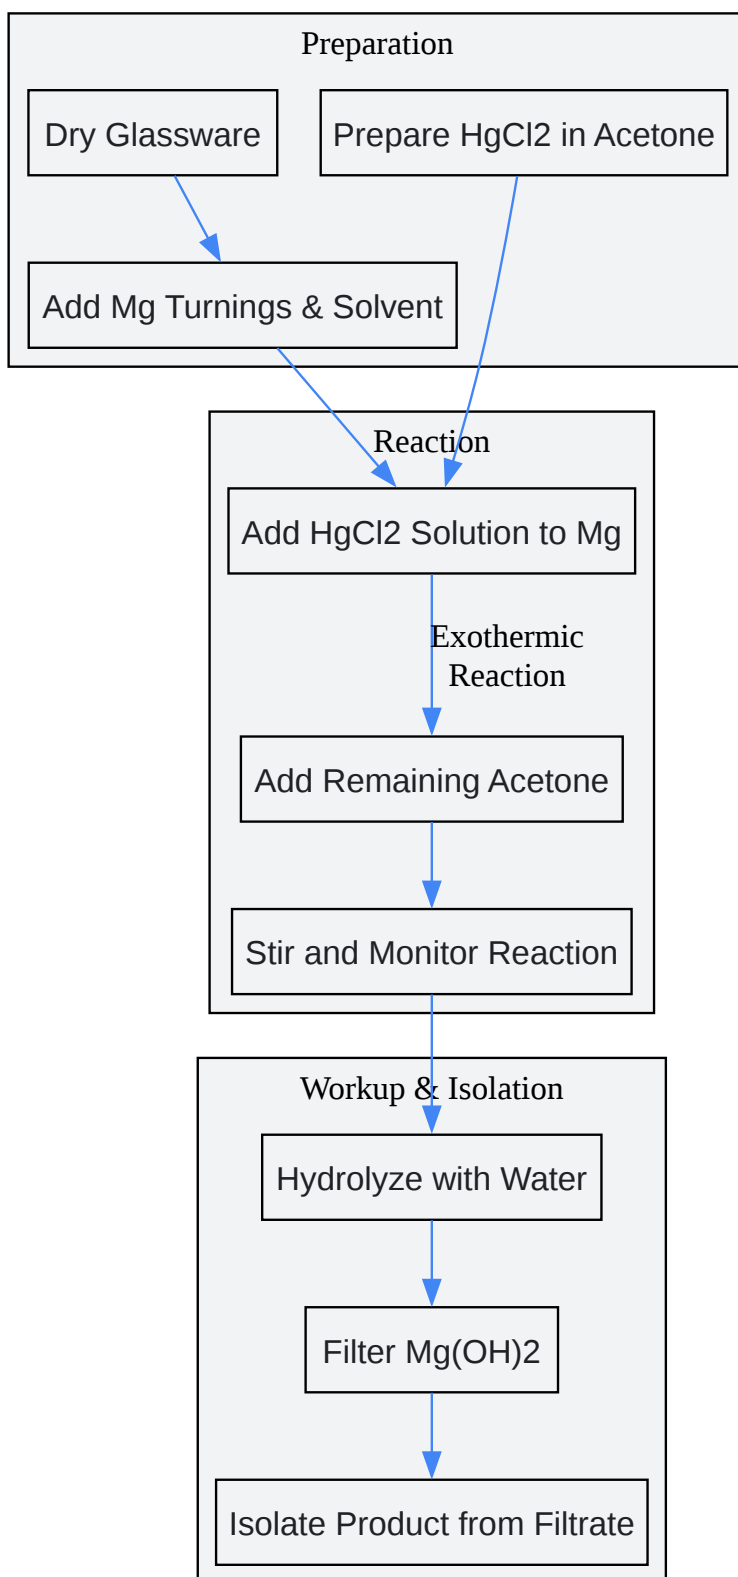 Preparation
Dry Glassware
Prepare HgCl2 in Acetone
Add Mg Turnings & Solvent
Reaction
Add HgCl2 Solution to Mg
Exothermic
Reaction
Add Remaining Acetone
Stir and Monitor Reaction
Workup & Isolation
Hydrolyze with Water
Filter Mg(OH)2
Isolate Product from Filtrate